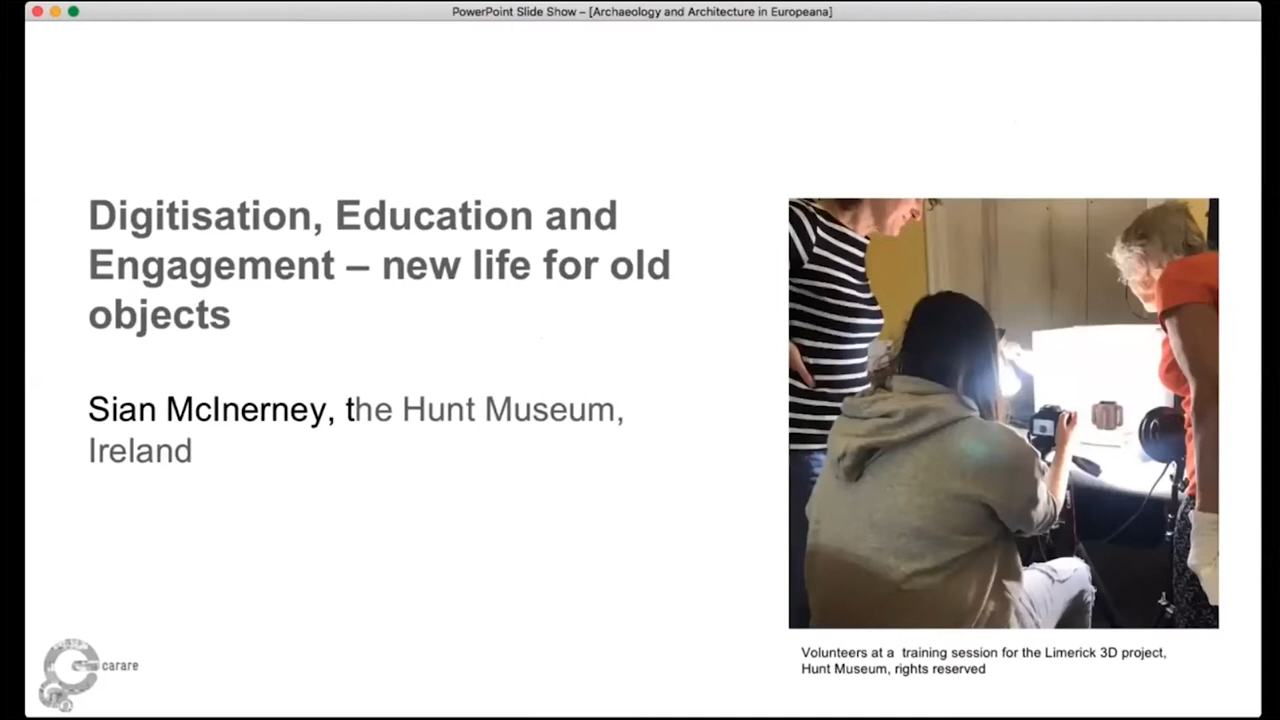 PowerPoint Slide Show – [Archaeology and Architecture in Europeana]
Digitisation, Education and
Engagement – new life for old
objects
Sian McInerney, the Hunt Museum,
Ireland
carare
Volunteers at a training session for the Limerick 3D project,
Hunt Museum, rights reserved